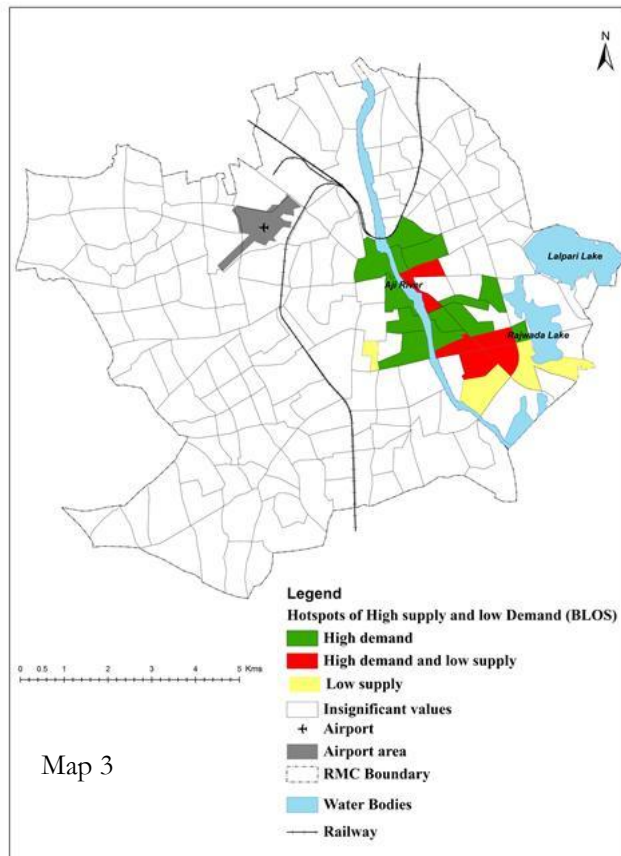 N
Lalpari Lake
Aji River
Rajwada Lake
Legend
Hotspots of High supply and low Demand (BLOS)
High demand
High demand and low supply
Low supply
Insignificant values
Airport
Airport area
RMC Boundary
Water Bodies
Railway
0 0.5 1 2 3 4 5 Kms
Map 3